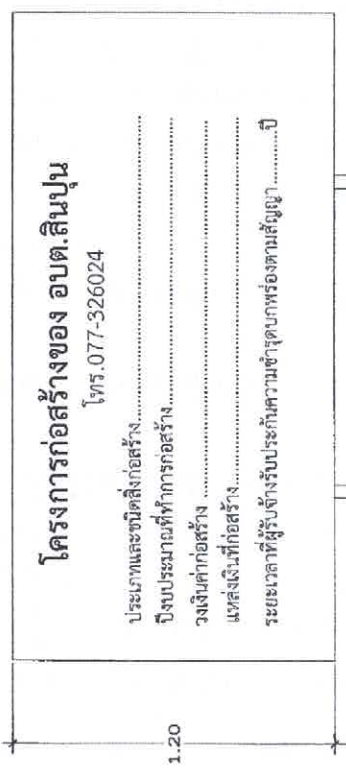 โครงการก่อสร้างของ อบต.สินปุน
โทร.077-326024
ประเภทและชนิดสิ่งก่อสร้าง........................................
ปีงบประมาณที่ทำการก่อสร้าง........................................
วงเงินค่าก่อสร้าง ........................................
แหล่งเงินที่ก่อสร้าง........................................
ระยะเวลาที่ผู้รับจ้างรับประกันความชำรุดบกพร่องตามสัญญา............ปี
1.20